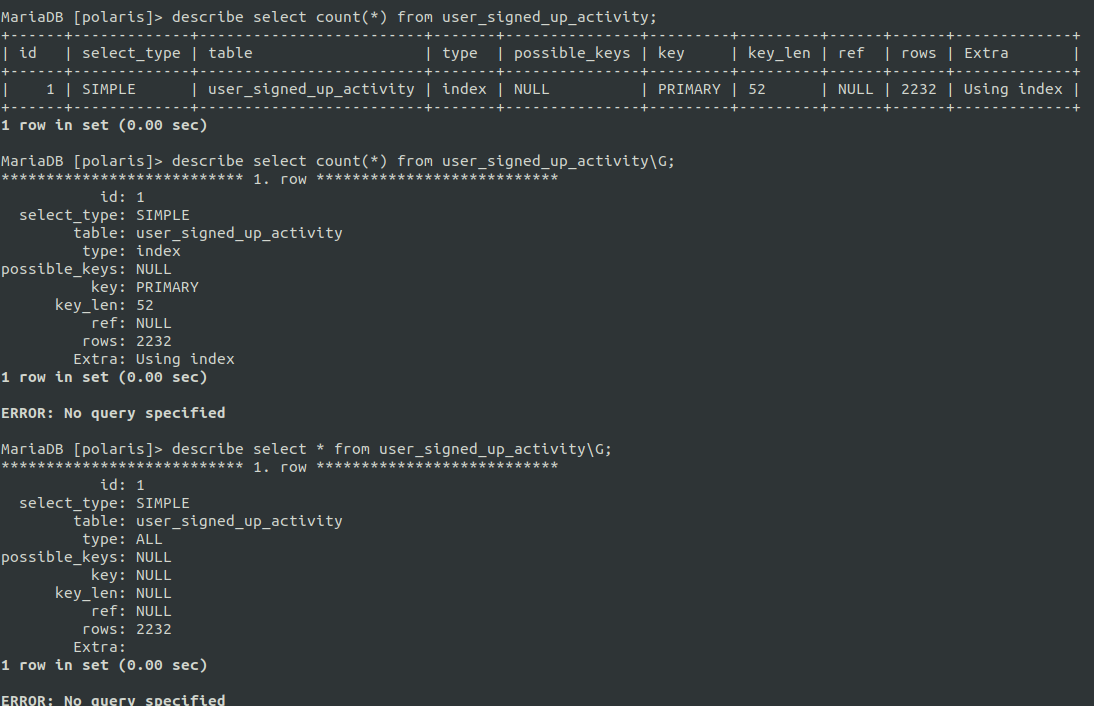 MariaDB [polaris]> describe select count(*) from user_signed_up_activity;
+------+-------------+-------------------------+-------+---------------+---------+---------+------+------+-------------+
| id   | select_type | table                   | type  | possible_keys | key     | key_len | ref  | rows | Extra       |
+------+-------------+-------------------------+-------+---------------+---------+---------+------+------+-------------+
|    1 | SIMPLE      | user_signed_up_activity | index | NULL          | PRIMARY | 52      | NULL | 2232 | Using index |
+------+-------------+-------------------------+-------+---------------+---------+---------+------+------+-------------+
1 row in set (0.00 sec)

MariaDB [polaris]> describe select count(*) from user_signed_up_activity\G;
*************************** 1. row ***************************
           id: 1
  select_type: SIMPLE
        table: user_signed_up_activity
         type: index
possible_keys: NULL
          key: PRIMARY
      key_len: 52
          ref: NULL
         rows: 2232
        Extra: Using index
1 row in set (0.00 sec)

ERROR: No query specified

MariaDB [polaris]> describe select * from user_signed_up_activity\G;
*************************** 1. row ***************************
           id: 1
  select_type: SIMPLE
        table: user_signed_up_activity
         type: ALL
possible_keys: NULL
          key: NULL
      key_len: NULL
          ref: NULL
         rows: 2232
        Extra:
1 row in set (0.00 sec)

ERROR: No query specified